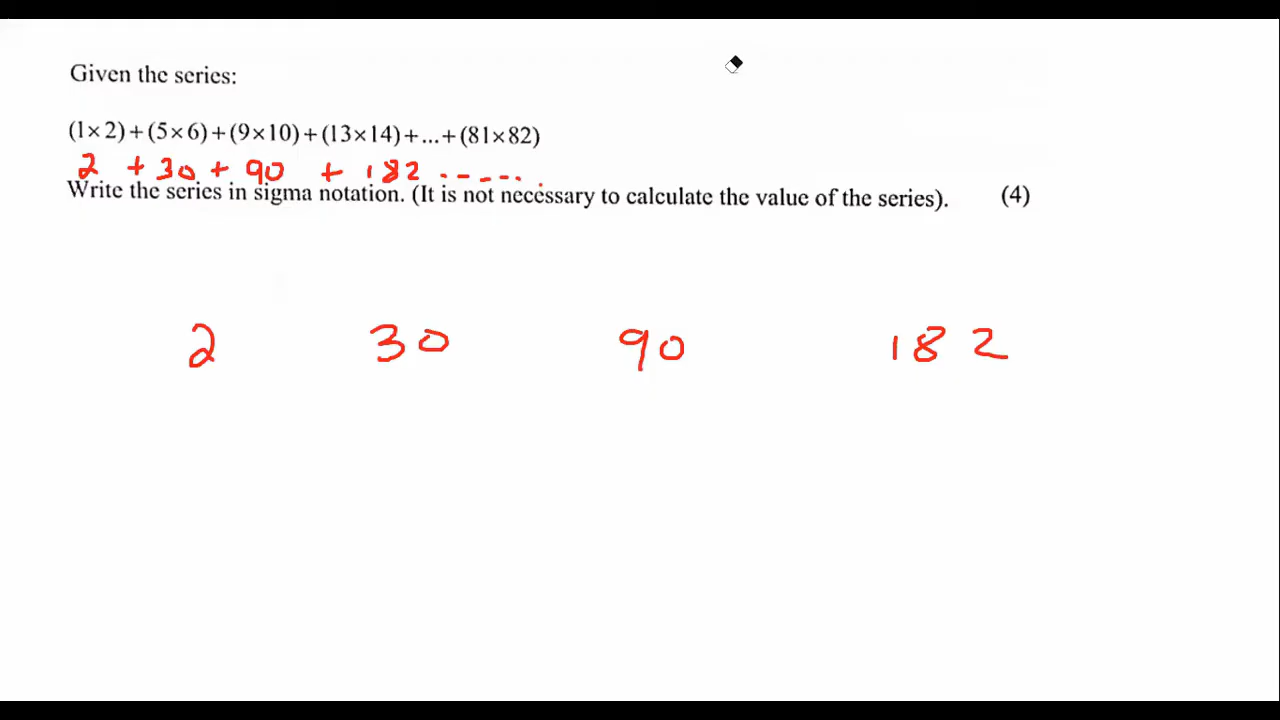 Given the series:
(1×2)+(5×6)+(9×10)+(13×14)+...+(81×82)
2 + 30 + 90 + 182 - - - - - .
Write the series in sigma notation. (It is not necessary to calculate the value of the series). (4)
2 30 90 182